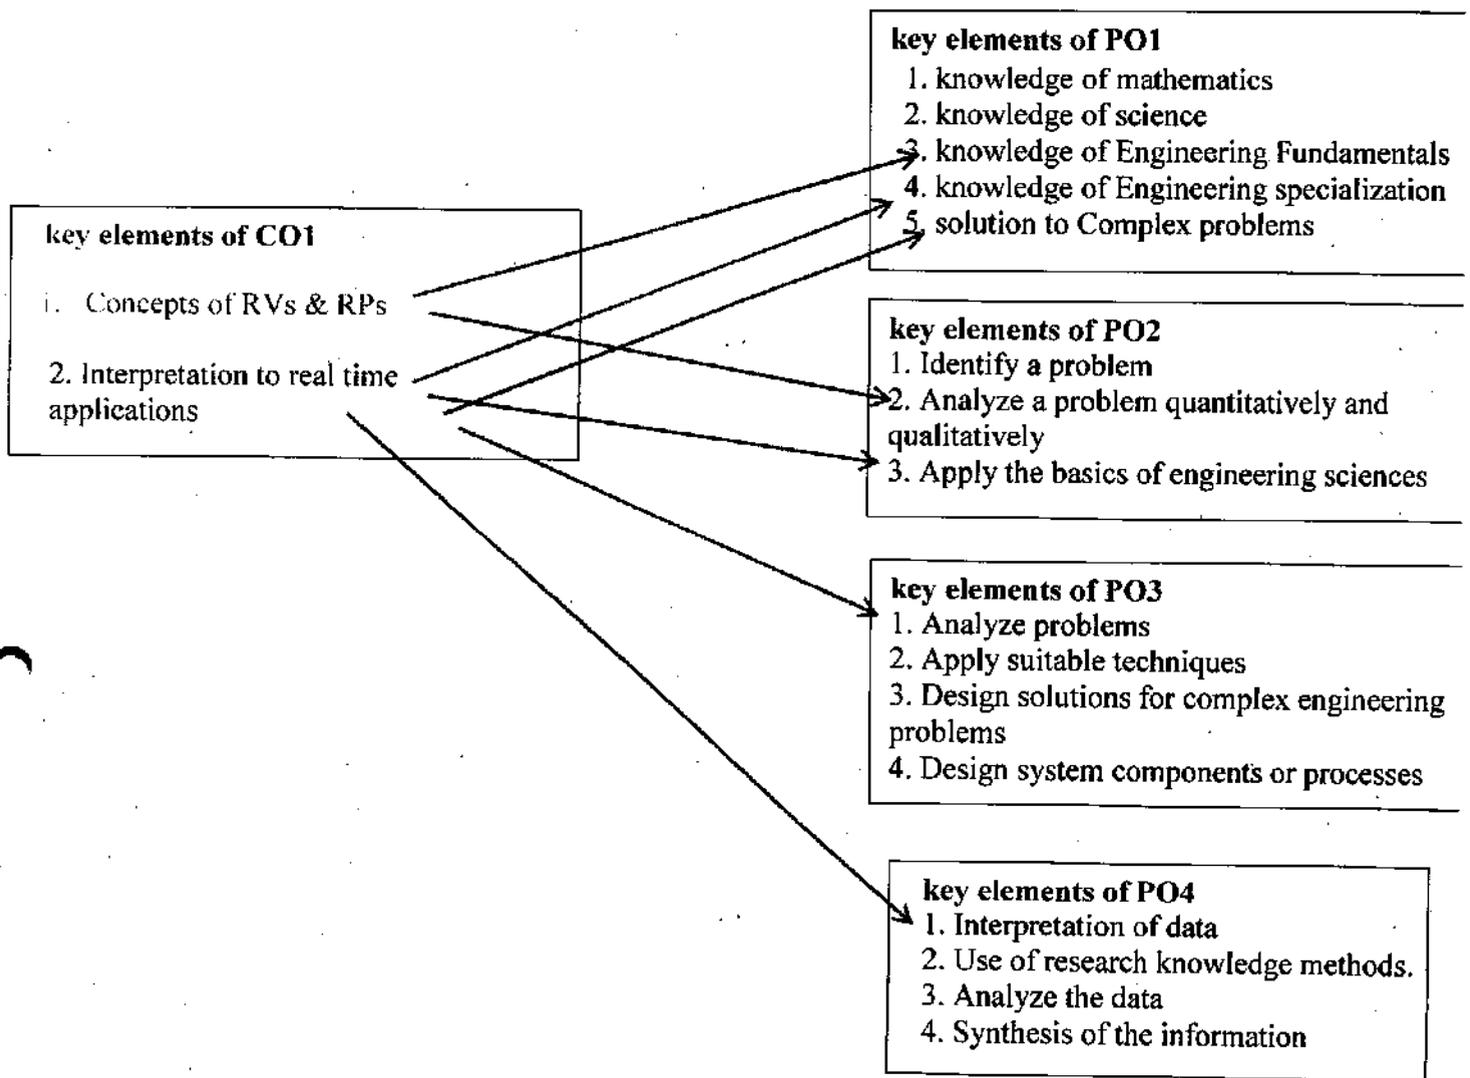 key elements of CO1
i. Concepts of RVs & RPs
2. Interpretation to real time
applications
key elements of PO1
1. knowledge of mathematics
2. knowledge of science
3. knowledge of Engineering Fundamentals
4. knowledge of Engineering specialization
5. solution to Complex problems
key elements of PO2
1. Identify a problem
2. Analyze a problem quantitatively and
qualitatively
3. Apply the basics of engineering sciences
key elements of PO3
1. Analyze problems
2. Apply suitable techniques
3. Design solutions for complex engineering
problems
4. Design system components or processes
key elements of PO4
1. Interpretation of data
2. Use of research knowledge methods.
3. Analyze the data
4. Synthesis of the information